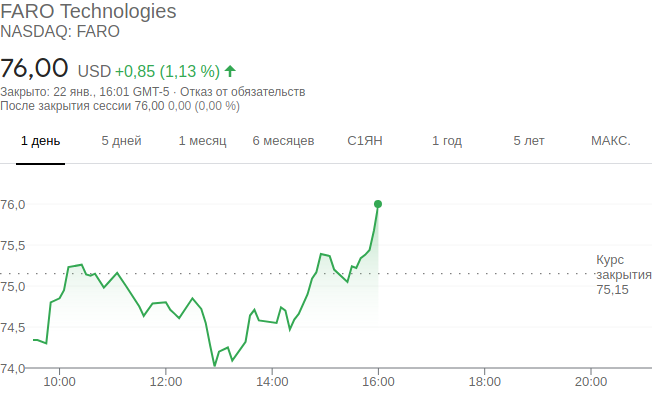 FARO Technologies
NASDAQ: FARO
76,00 USD +0,85 (1,13 %)
Закрыто: 22 янв., 16:01 GMT-5 · Отказ от обязательств
После закрытия сессии 76,00 0,00 (0,00 %)
1 день 5 дней 1 месяц 6 месяцев С1ЯН 1 год 5 лет МАКС.
76,0
75,5
Курс
закрытия
75,15
75,0
74,5
74,0
10:00 12:00 14:00 16:00 18:00 20:00